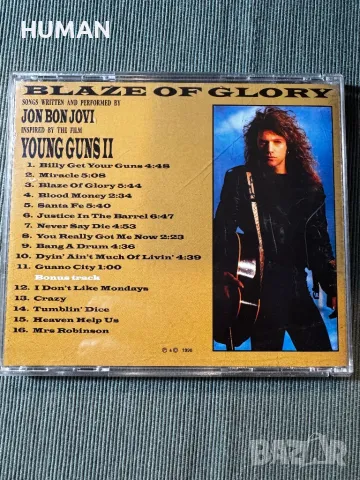 HUMAN
BLAZE OF GLORY
SONGS WRITTEN AND PERFORMED BY
JON BON JOVI
INSPIRED BY THE FILM
YOUNG GUNS II
1. Billy Get Your Guns 4:48
2. Miracle 5:08
3. Blaze Of Glory 5:44
4. Blood Money 2:34
5. Santa Fe 5:40
6. Justice In The Barrel 6:47
7. Never Say Die 4:53
8. You Really Got Me Now 2:23
9. Bang A Drum 4:36
10. Dyin' Ain't Much Of Livin' 4:39
11. Guano City 1:00
Bonus track
12. I Don't Like Mondays
13. Crazy
14. Tumblin' Dice
15. Heaven Help Us
16. Mrs Robinson
BAZAR